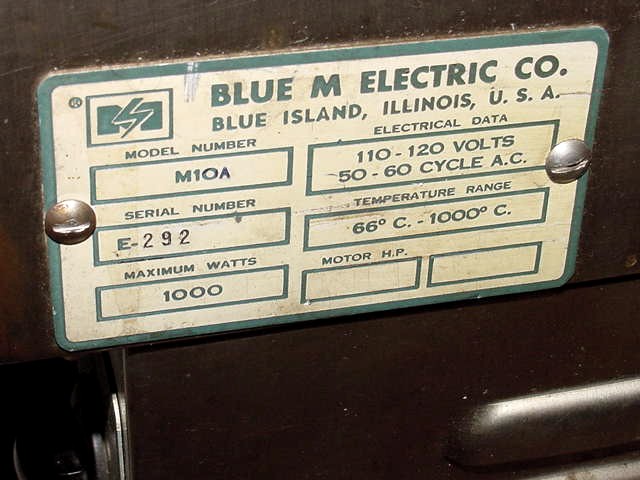 ®
BLUE M ELECTRIC CO.
BLUE ISLAND, ILLINOIS, U. S. A.
MODEL NUMBER
M10A
SERIAL NUMBER
E-292
MAXIMUM WATTS
1000
ELECTRICAL DATA
110 - 120 VOLTS
50 - 60 CYCLE A.C.
TEMPERATURE RANGE
66° C. - 1000° C.
MOTOR H.P.